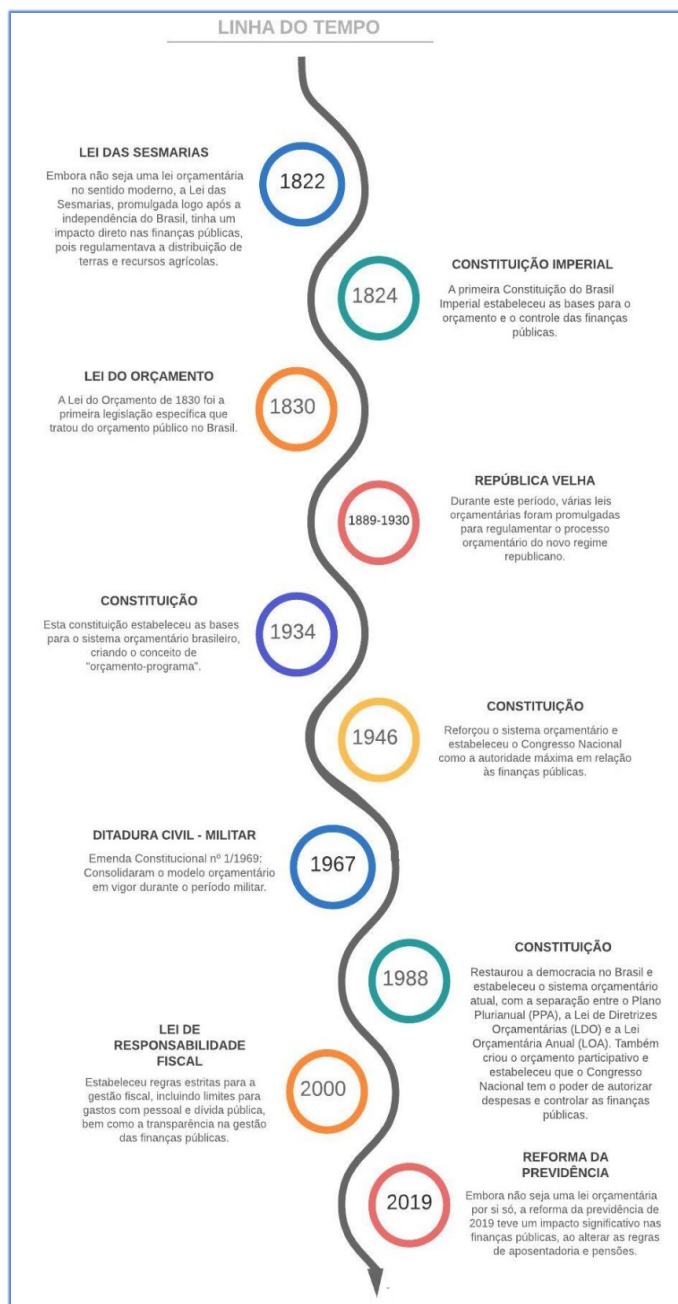 LINHA DO TEMPO
LEI DAS SESMARIAS
Embora não seja uma lei orçamentária
no sentido moderno, a Lei das
Sesmarias, promulgada logo após a
independência do Brasil, tinha um
impacto direto nas finanças públicas,
pois regulamentava a distribuição de
terras e recursos agrícolas.
1822
CONSTITUIÇÃO IMPERIAL
A primeira Constituição do Brasil
Imperial estabeleceu as bases para o
orçamento e o controle das finanças
públicas.
1824
LEI DO ORÇAMENTO
A Lei do Orçamento de 1830 foi a
primeira legislação específica que
tratou do orçamento público no Brasil.
1830
REPÚBLICA VELHA
Durante este período, várias leis
orçamentárias foram promulgadas
para regulamentar o processo
orçamentário do novo regime
republicano.
1889-1930
CONSTITUIÇÃO
Esta constituição estabeleceu as bases
para o sistema orçamentário brasileiro,
criando o conceito de
"orçamento-programa".
1934
CONSTITUIÇÃO
Reforçou o sistema orçamentário e
estabeleceu o Congresso Nacional
como a autoridade máxima em relação
às finanças públicas.
1946
DITADURA CIVIL - MILITAR
Emenda Constitucional nº 1/1969:
Consolidaram o modelo orçamentário
em vigor durante o período militar.
1967
CONSTITUIÇÃO
Restaurou a democracia no Brasil e
estabeleceu o sistema orçamentário
atual, com a separação entre o Plano
Plurianual (PPA), a Lei de Diretrizes
Orçamentárias (LDO) e a Lei
Orçamentária Anual (LOA). Também
criou o orçamento participativo e
estabeleceu que o Congresso
Nacional tem o poder de autorizar
despesas e controlar as finanças
públicas.
1988
LEI DE
RESPONSABILIDADE
FISCAL
Estabeleceu regras estritas para a
gestão fiscal, incluindo limites para
gastos com pessoal e dívida pública,
bem como a transparência na gestão
das finanças públicas.
2000
REFORMA DA
PREVIDÊNCIA
Embora não seja uma lei orçamentária
por si só, a reforma da previdência de
2019 teve um impacto significativo nas
finanças públicas, ao alterar as regras
de aposentadoria e pensões.
2019